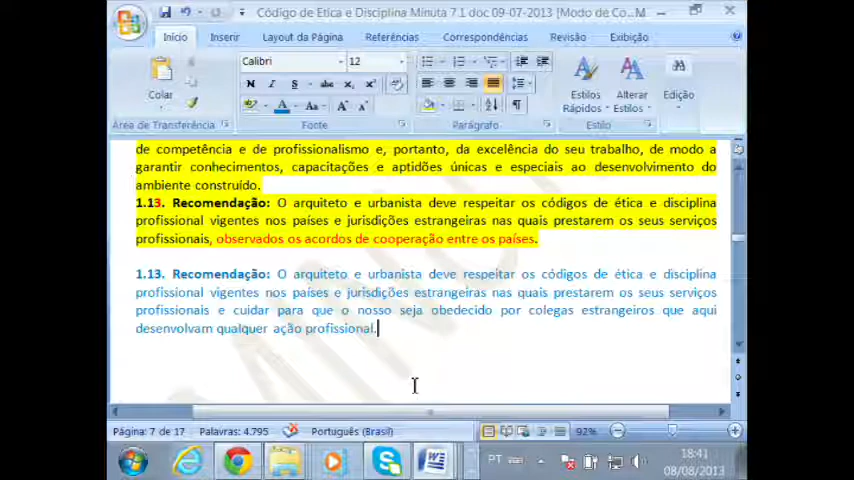 Código de Etica e Disciplina Minuta 7.1 doc 09-07-2013 [Modo de Co...
Início Inserir Layout da Página Referências Correspondências Revisão Exibição
Calibri 12
Colar
N I S abe x₂ x²
Aa A A
Estilos Rápidos
Alterar Estilos
Edição
Área de Transferência Fonte Parágrafo Estilo
de competência e de profissionalismo e, portanto, da excelência do seu trabalho, de modo a
garantir conhecimentos, capacitações e aptidões únicas e especiais ao desenvolvimento do
ambiente construído.
1.13. Recomendação: O arquiteto e urbanista deve respeitar os códigos de ética e disciplina
profissional vigentes nos países e jurisdições estrangeiras nas quais prestarem os seus serviços
profissionais, observados os acordos de cooperação entre os países.
1.13. Recomendação: O arquiteto e urbanista deve respeitar os códigos de ética e disciplina
profissional vigentes nos países e jurisdições estrangeiras nas quais prestarem os seus serviços
profissionais e cuidar para que o nosso seja obedecido por colegas estrangeiros que aqui
desenvolvam qualquer ação profissional.
Página: 7 de 17 Palavras: 4.795 Português (Brasil) 92%
PT
18:41
08/08/2013